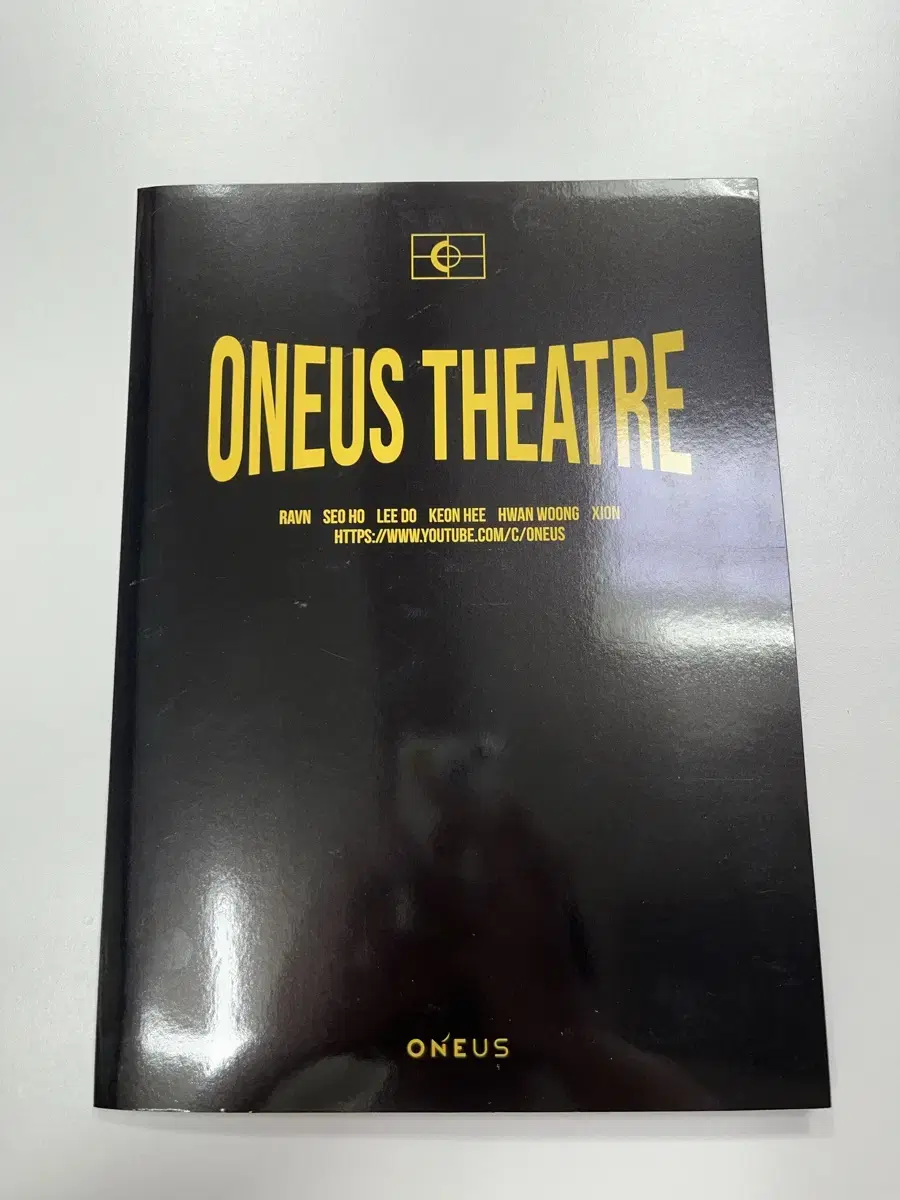 ONEUS THEATRE
RAVN SEO HO LEE DO KEON HEE HWAN WOONG XION
HTTPS://WWW.YOUTUBE.COM/C/ONEUS
ONEUS